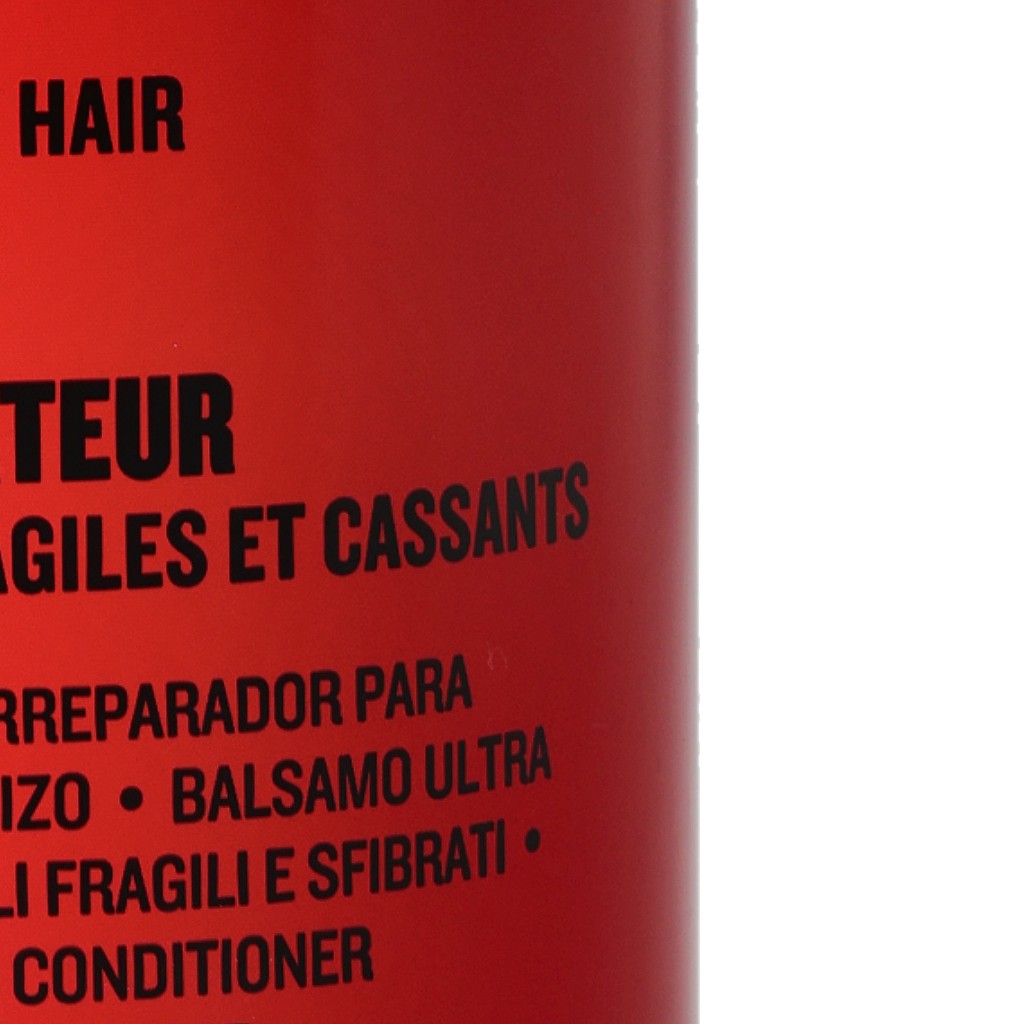 HAIR
TEUR
AGILES ET CASSANTS
RREPARADOR PARA
IZO • BALSAMO ULTRA
LI FRAGILI E SFIBRATI •
CONDITIONER